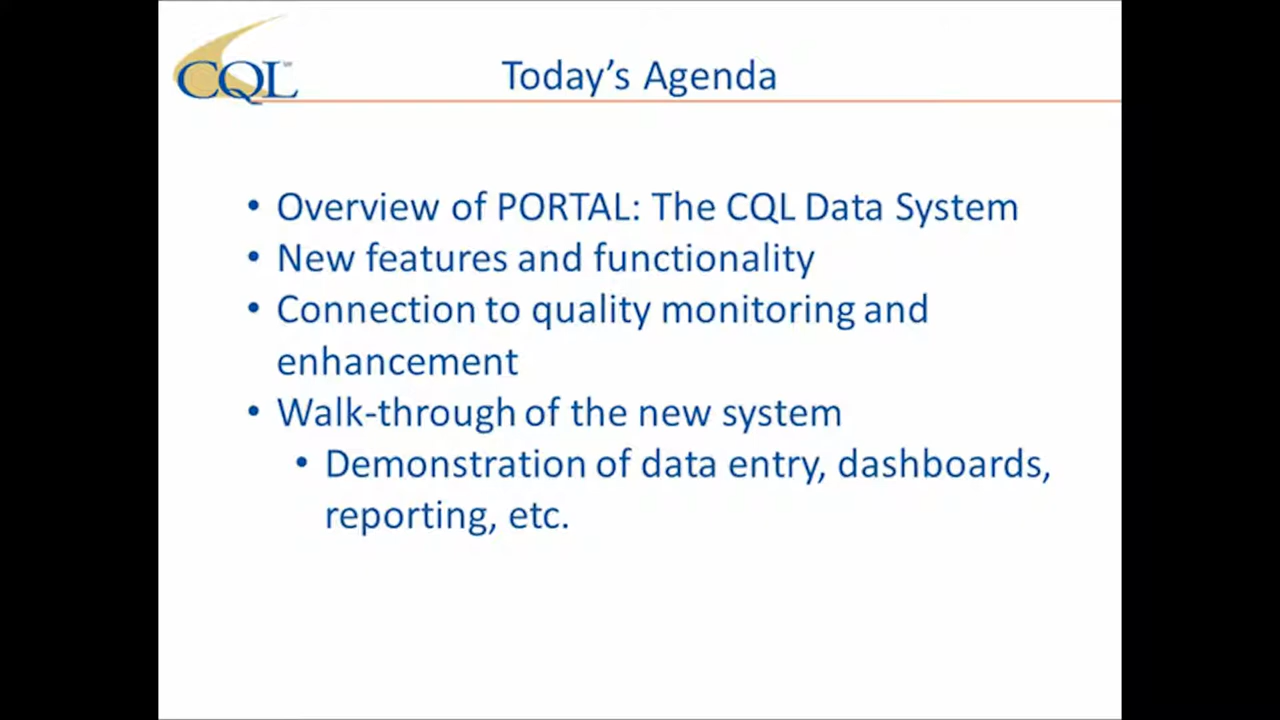 CQL
Today's Agenda
• Overview of PORTAL: The CQL Data System
• New features and functionality
• Connection to quality monitoring and
enhancement
• Walk-through of the new system
• Demonstration of data entry, dashboards,
reporting, etc.